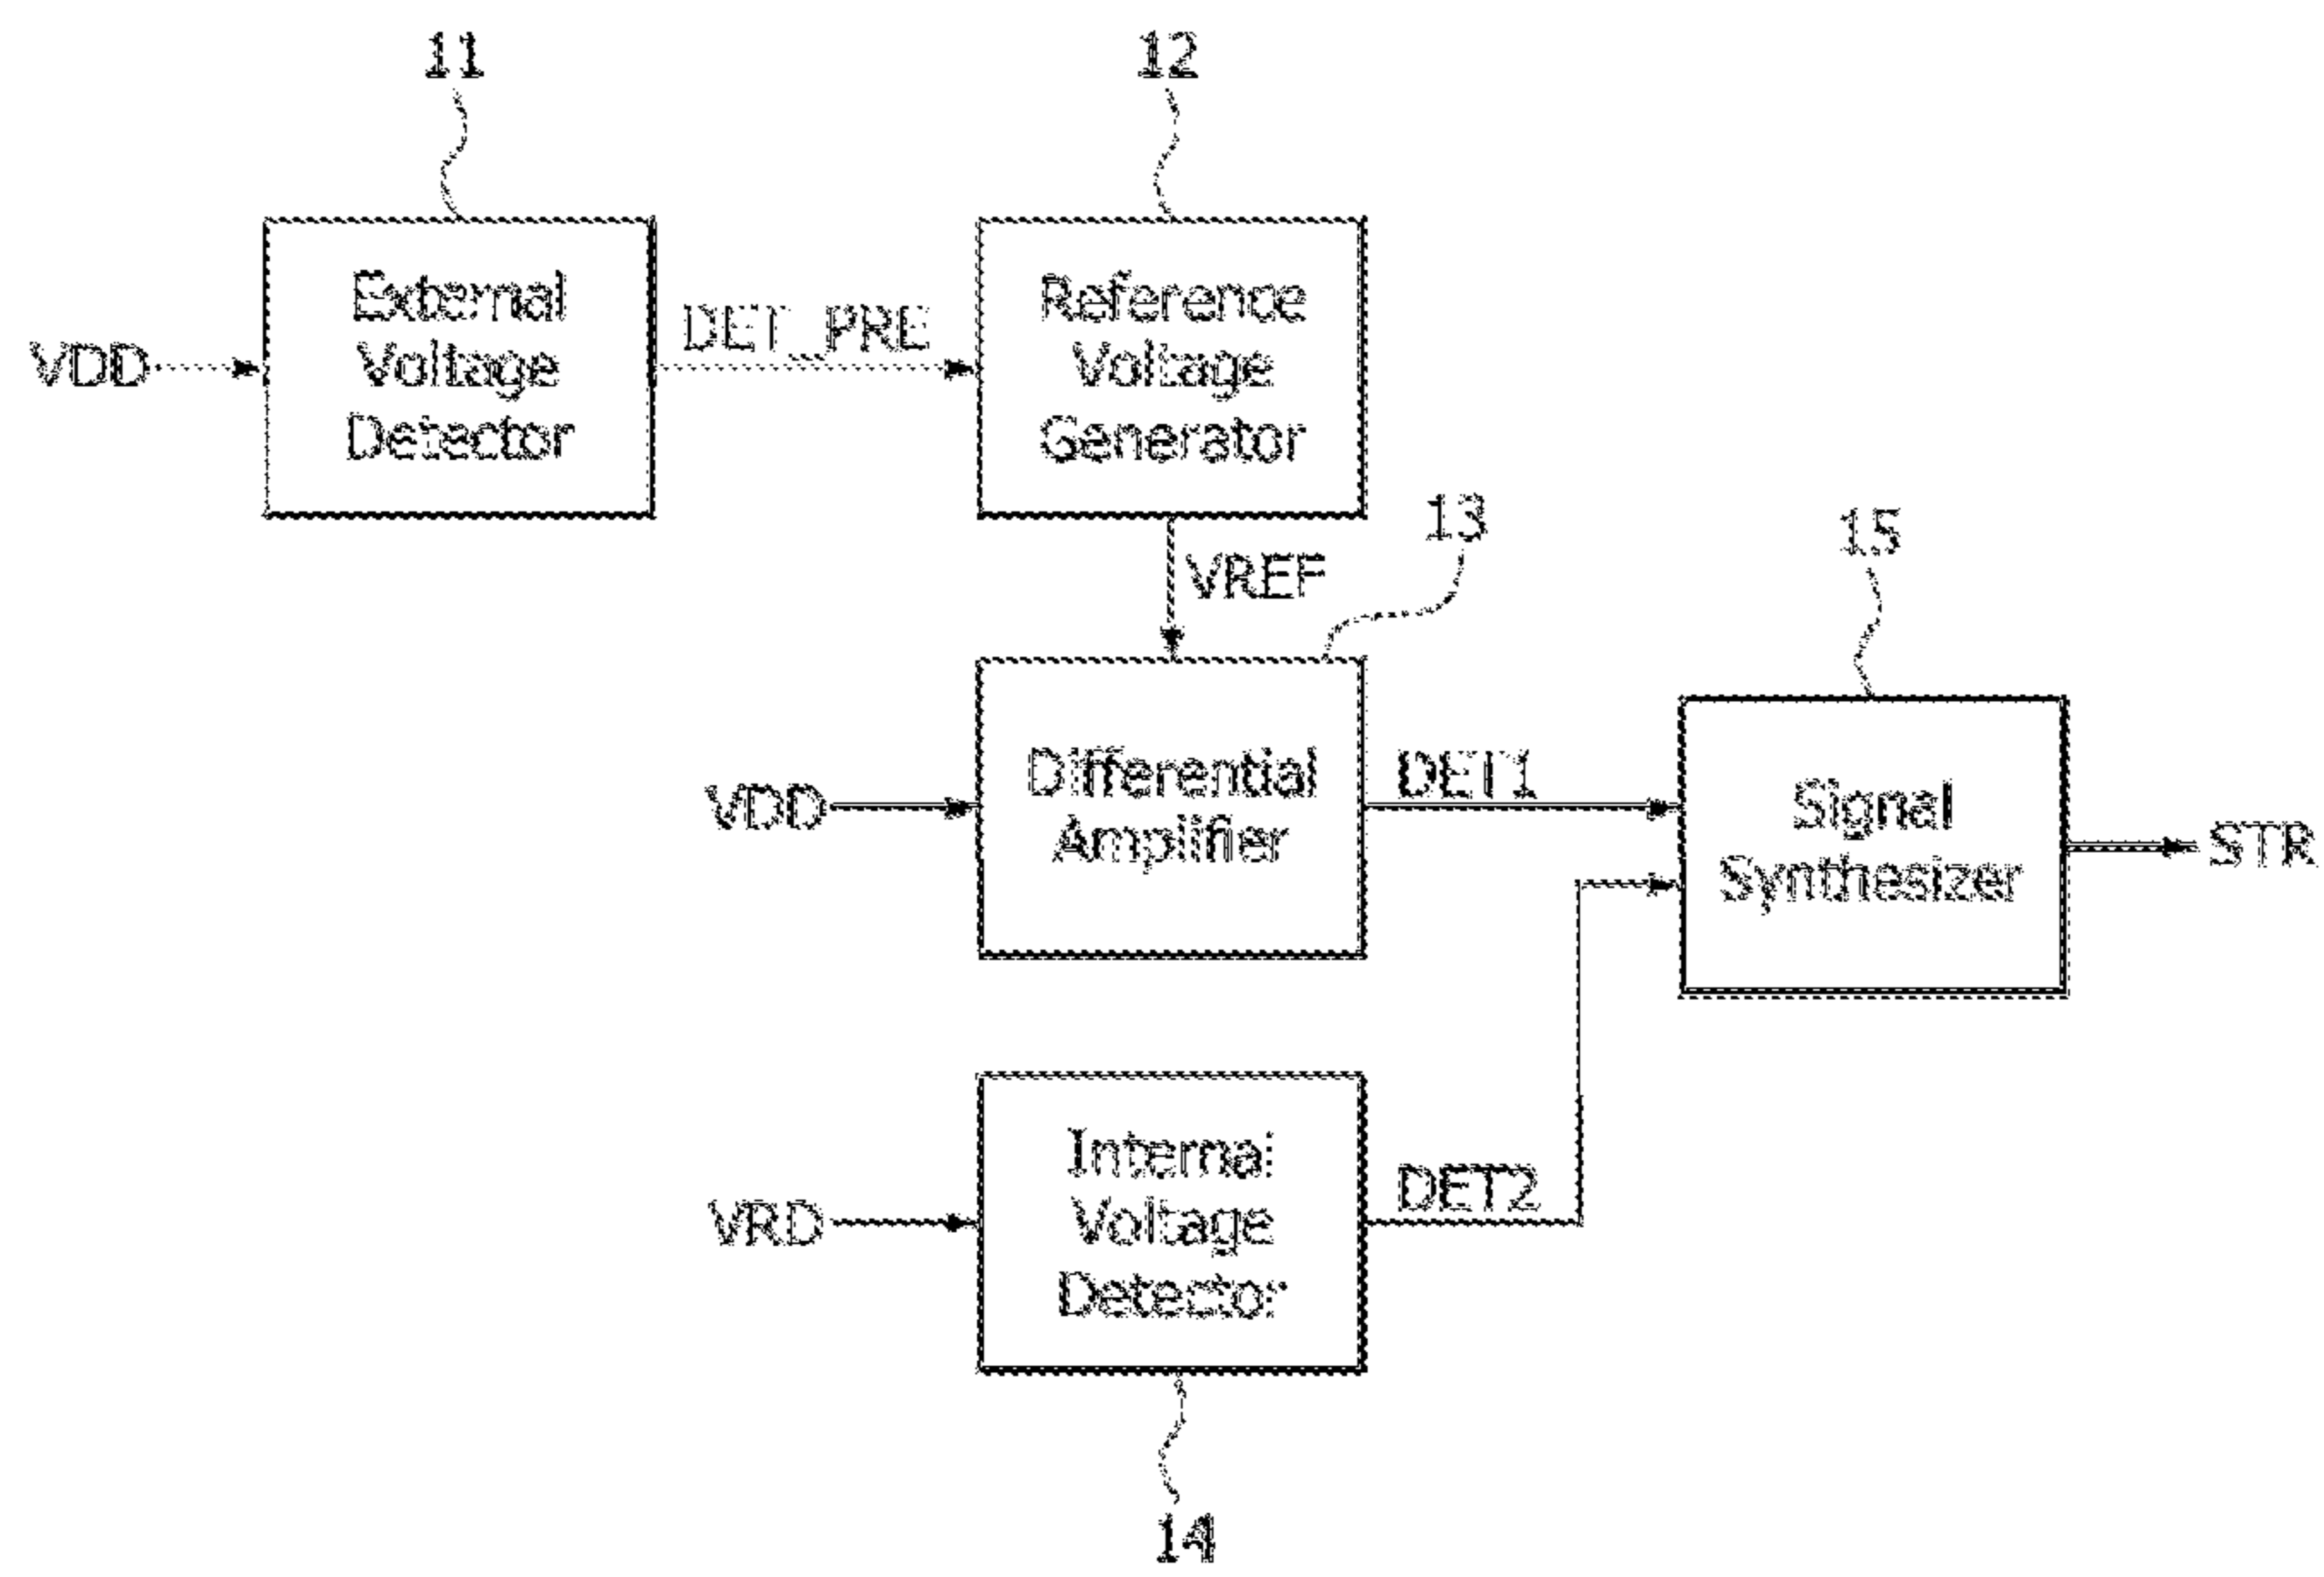 11
12
External
Voltage
Detector
VDD
DET_PRE
Reference
Voltage
Generator
13
VREF
15
VDD
Differential
Amplifier
DET1
Signal
Synthesizer
STR
VRD
Internal
Voltage
Detector
DET2
14